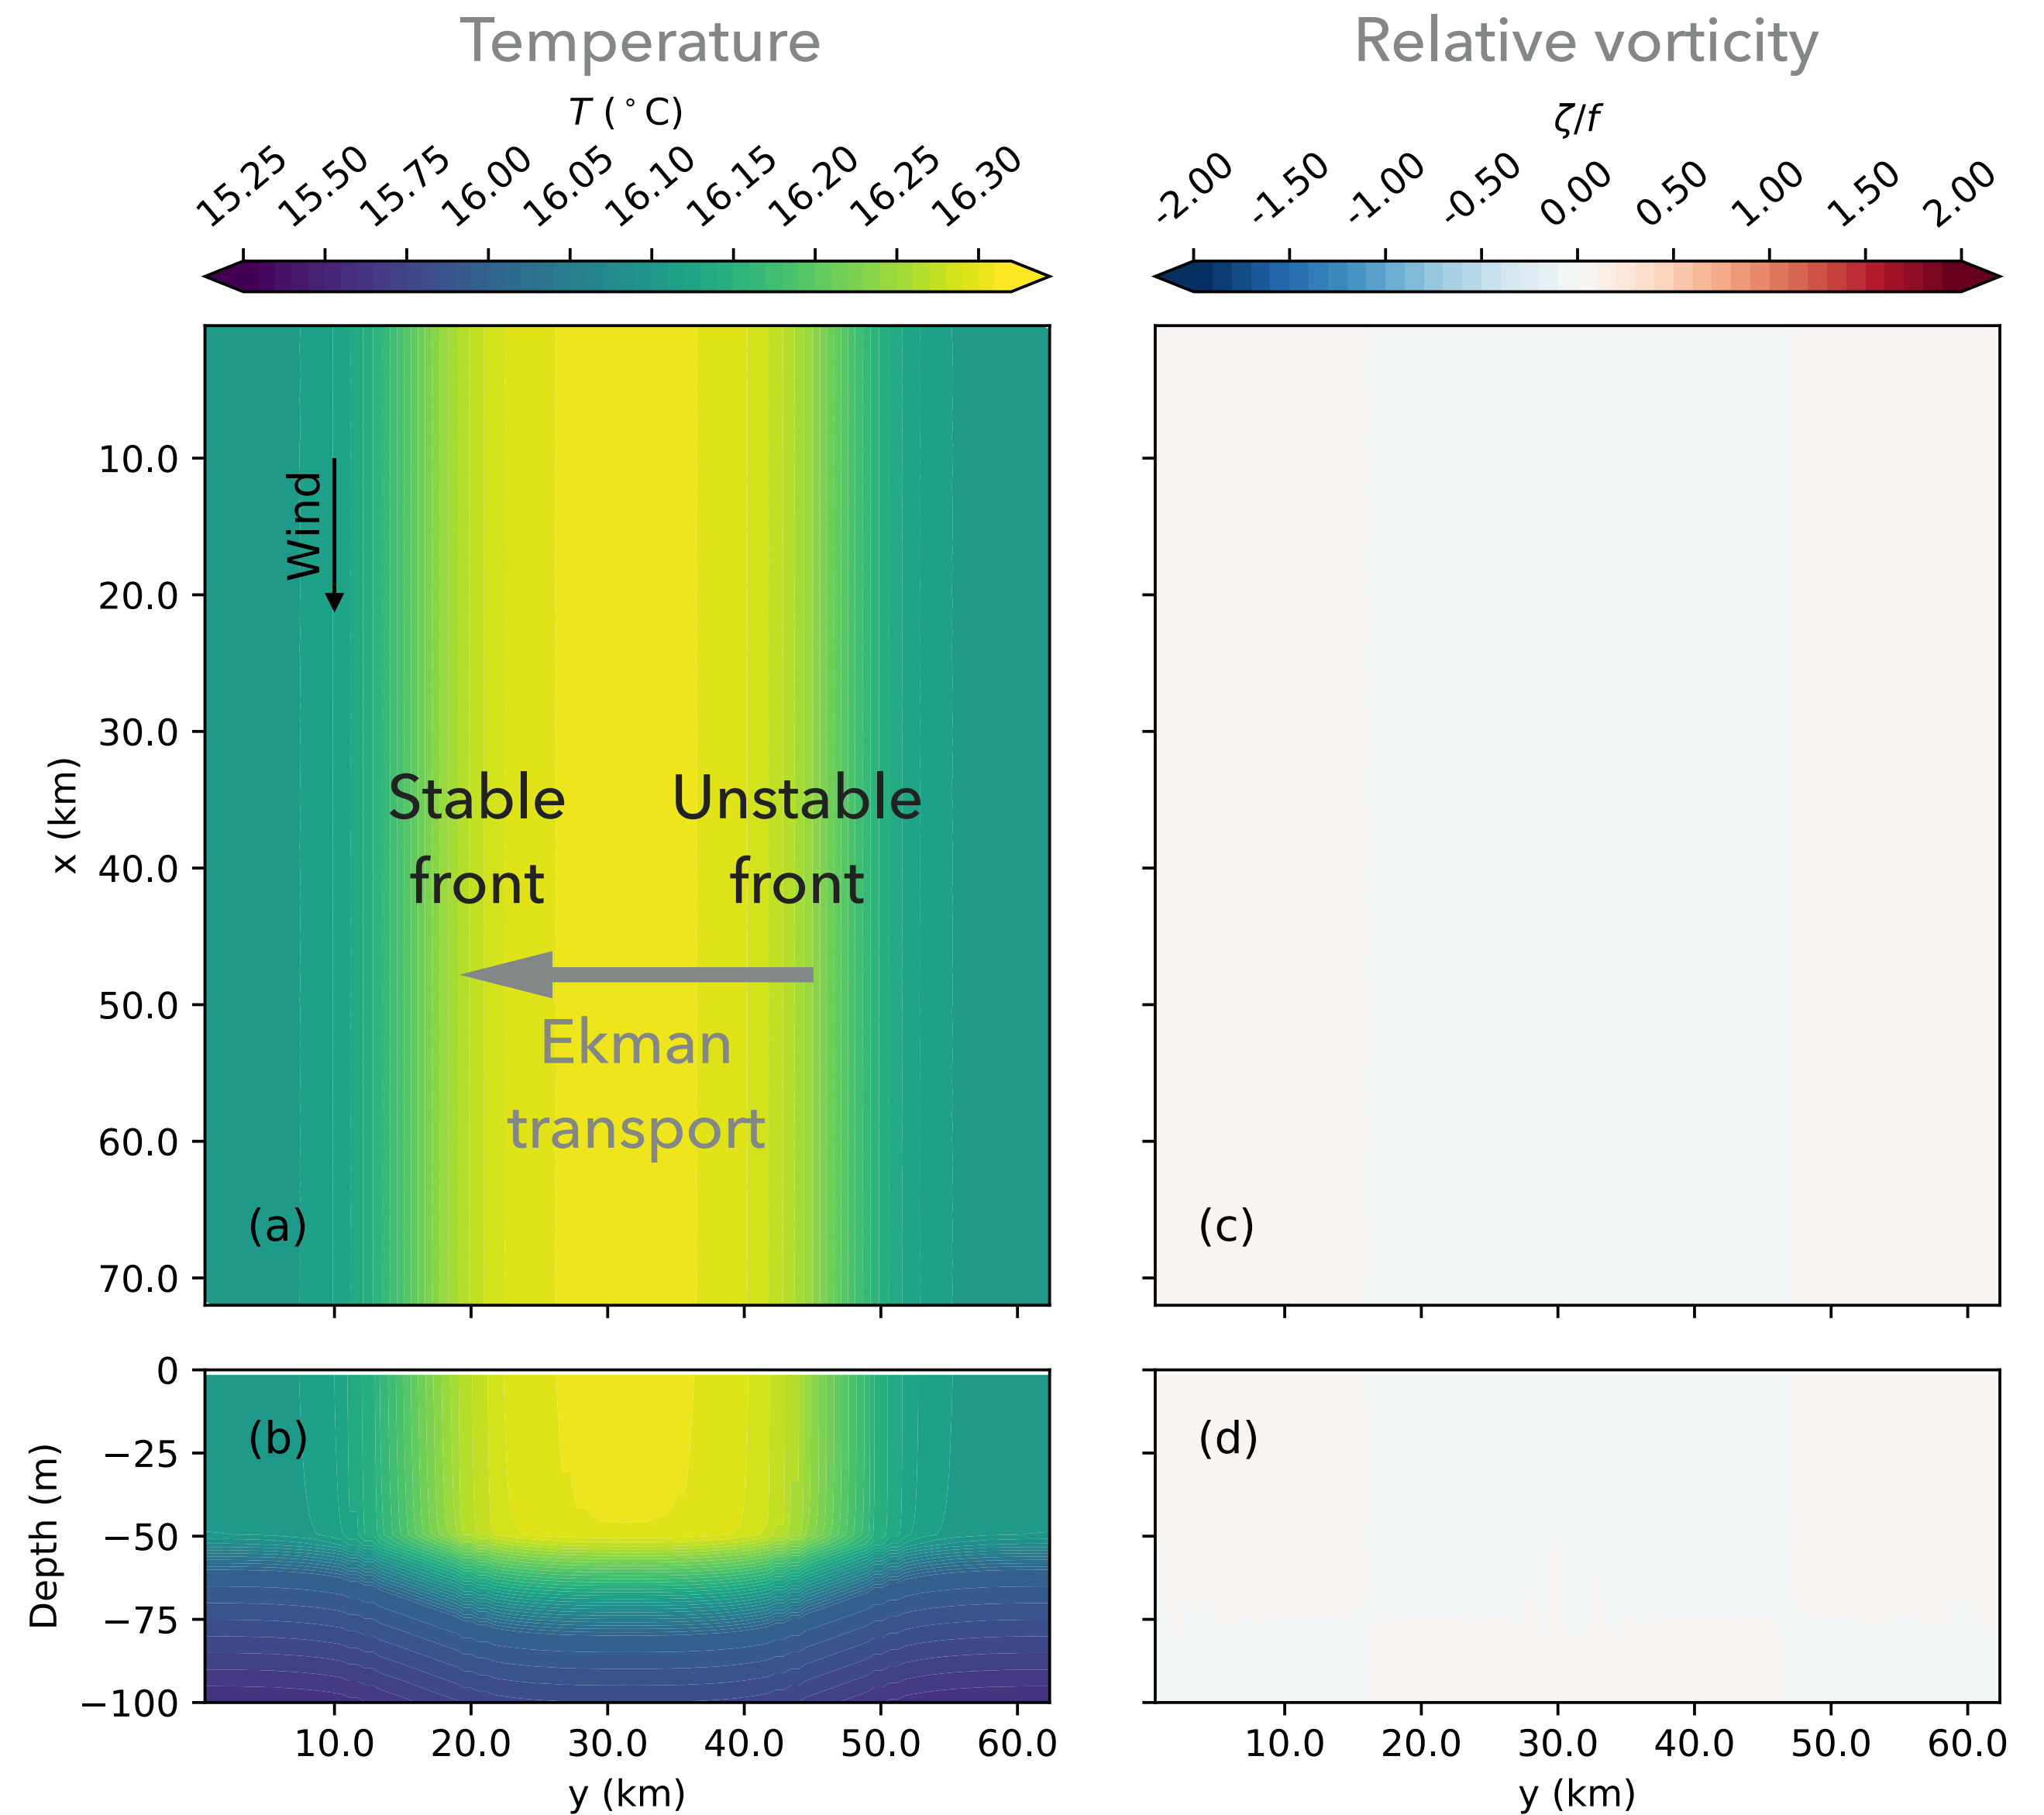 Temperature
Relative vorticity
T (°C)
ζ/f
15.25 15.50 15.75 16.00 16.05 16.10 16.15 16.20 16.25 16.30
-2.00 -1.50 -1.00 -0.50 0.00 0.50 1.00 1.50 2.00
10.0
20.0
30.0
40.0
50.0
60.0
70.0
x (km)
Wind
Stable
front
Unstable
front
Ekman
transport
(a)
(c)
0
−25
−50
−75
−100
Depth (m)
(b)
(d)
10.0 20.0 30.0 40.0 50.0 60.0
y (km)
10.0 20.0 30.0 40.0 50.0 60.0
y (km)